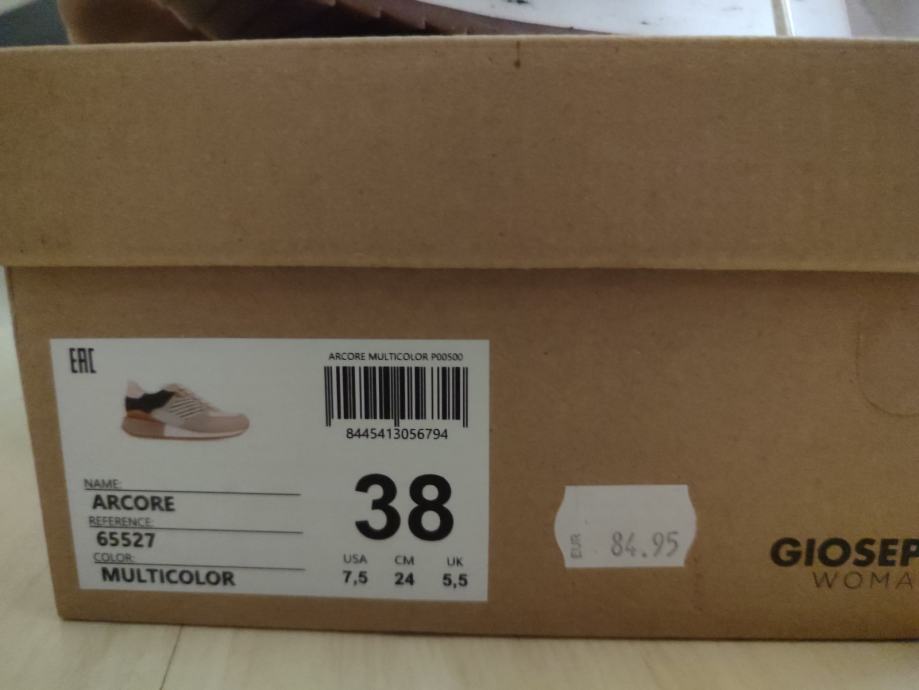 EAC
ARCORE MULTICOLOR P00500
8445413056794
NAME:
ARCORE
REFERENCE:
65527
COLOR:
MULTICOLOR
38
USA CM UK
7,5 24 5,5
EUR 84.95
GIOSEP
WOMA